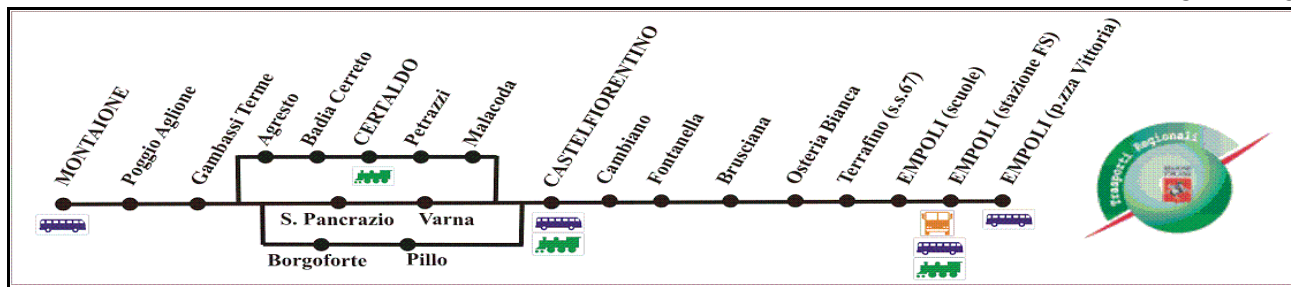 MONTAIONE
Poggio Aglione
Gambassi Terme
Agresto
Badia Cerreto
CERTALDO
Petrazzi
Malacoda
S. Pancrazio
Varna
Borgoforte
Pillo
CASTELFIORENTINO
Cambiano
Fontanella
Brusciana
Osteria Bianca
Terrafino (s.s.67)
EMPOLI (scuole)
EMPOLI (stazione FS)
EMPOLI (p.zza Vittoria)
Trasporti Regionali